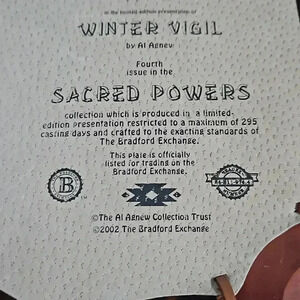 in the limited-edition presentation of
WINTER VIGIL
by Al Agnew
Fourth
issue in the
SACRED POWERS
collection which is produced in a limited-
edition presentation restricted to a maximum of 295
casting days and crafted to the exacting standards of
The Bradford Exchange.
This plate is officially
listed for trading on the
Bradford Exchange.
B
©The Al Agnew Collection Trust
©2002 The Bradford Exchange